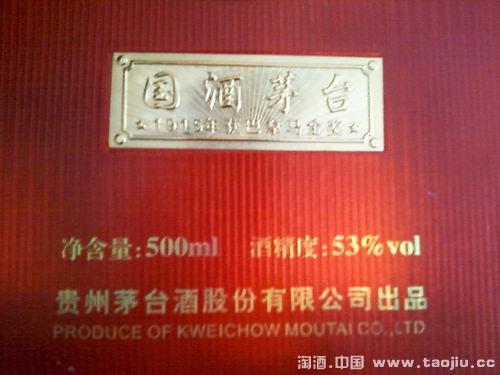 国酒茅台
★1915年获巴拿马金奖★
净含量:500ml 酒精度:53%vol
贵州茅台酒股份有限公司出品
PRODUCE OF KWEICHOW MOUTAI CO.,LTD
淘酒.中国 www.taojiu.cc